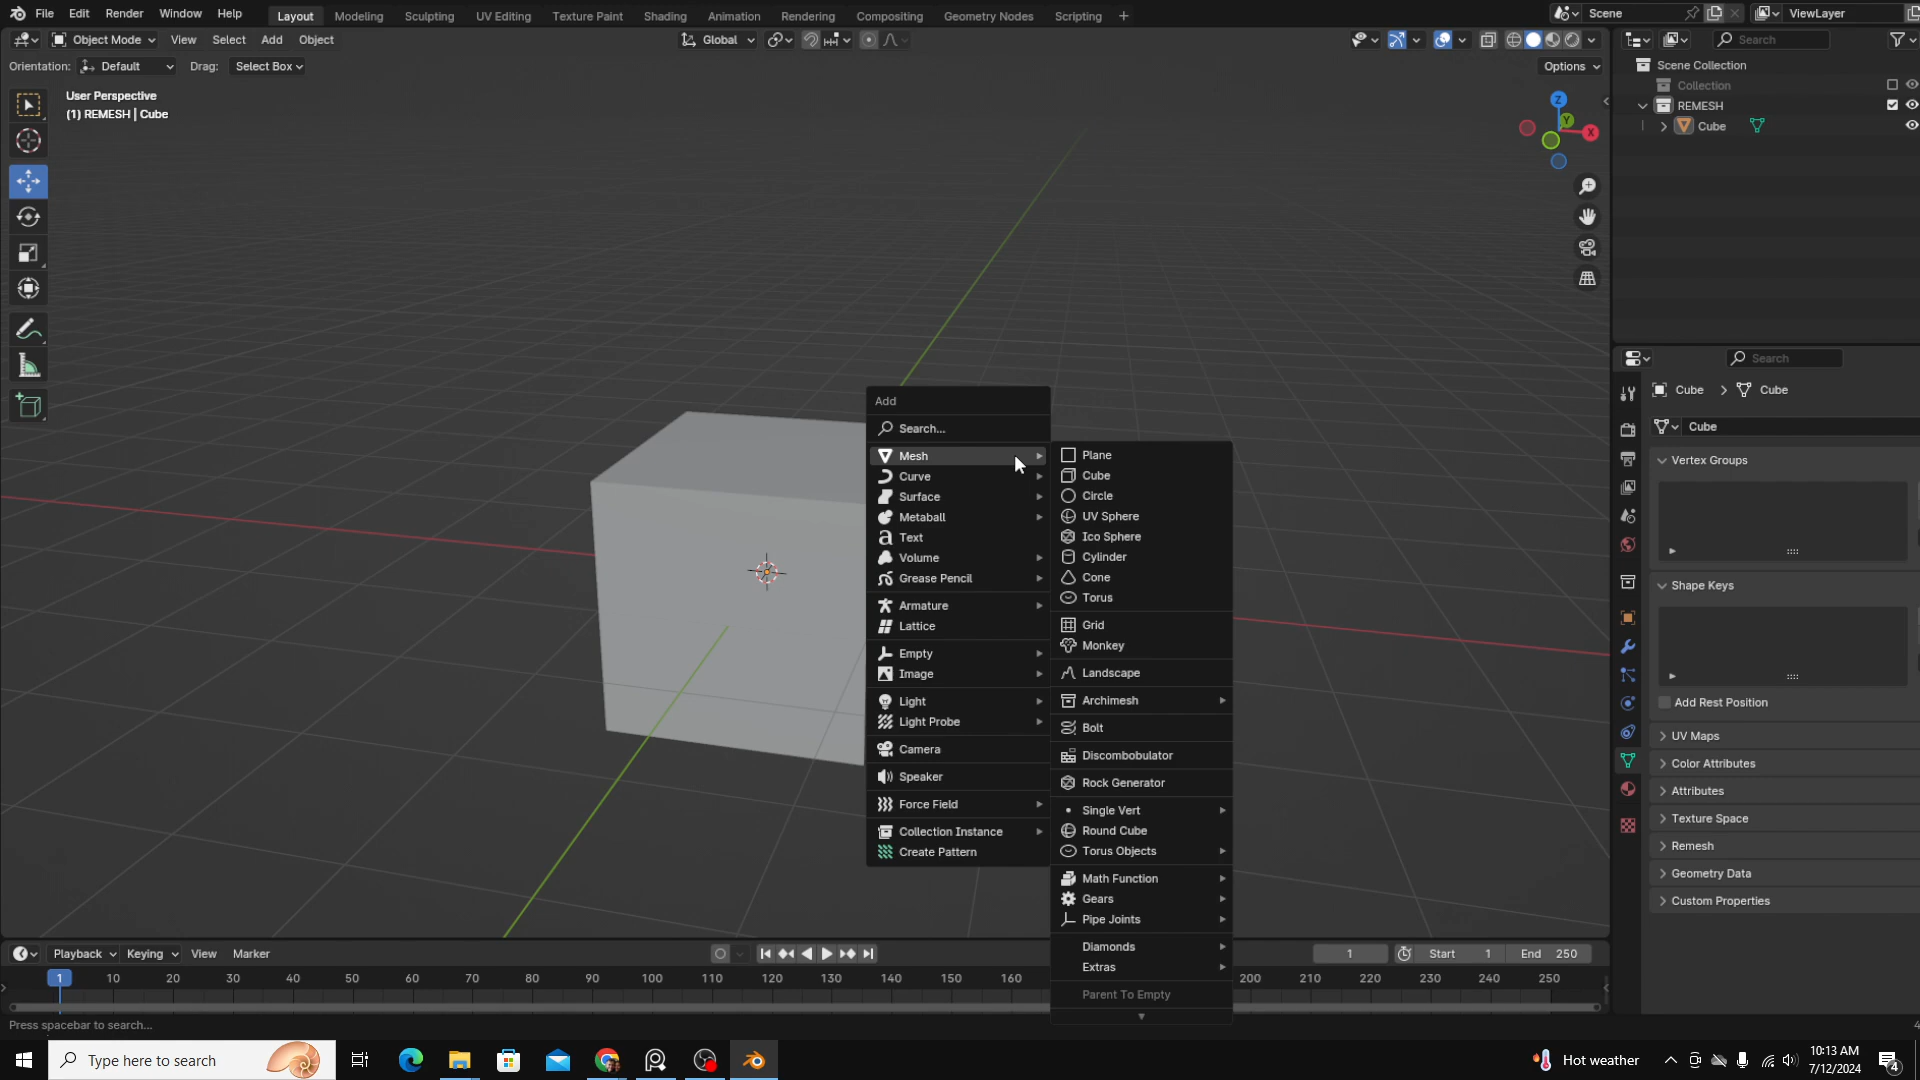 File Edit Render Window Help Layout Modeling Sculpting UV Editing Texture Paint Shading Animation Rendering Compositing Geometry Nodes Scripting + Scene ViewLayer
Object Mode View Select Add Object Global Search
Orientation: Default Drag: Select Box Options
User Perspective
(1) REMESH | Cube
Z
Y
X
Scene Collection
Collection
REMESH
Cube
Search
Cube > Cube
Cube
Vertex Groups
Shape Keys
Add Rest Position
UV Maps
Color Attributes
Attributes
Texture Space
Remesh
Geometry Data
Custom Properties
Add
Search...
Mesh
Curve
Surface
Metaball
Text
Volume
Grease Pencil
Armature
Lattice
Empty
Image
Light
Light Probe
Camera
Speaker
Force Field
Collection Instance
Create Pattern
Plane
Cube
Circle
UV Sphere
Ico Sphere
Cylinder
Cone
Torus
Grid
Monkey
Landscape
Archimesh
Bolt
Discombobulator
Rock Generator
Single Vert
Round Cube
Torus Objects
Math Function
Gears
Pipe Joints
Diamonds
Extras
Parent To Empty
Playback Keying View Marker 1 Start 1 End 250
1 10 20 30 40 50 60 70 80 90 100 110 120 130 140 150 160 200 210 220 230 240 250
Press spacebar to search...
Type here to search Hot weather 10:13 AM
7/12/2024 4